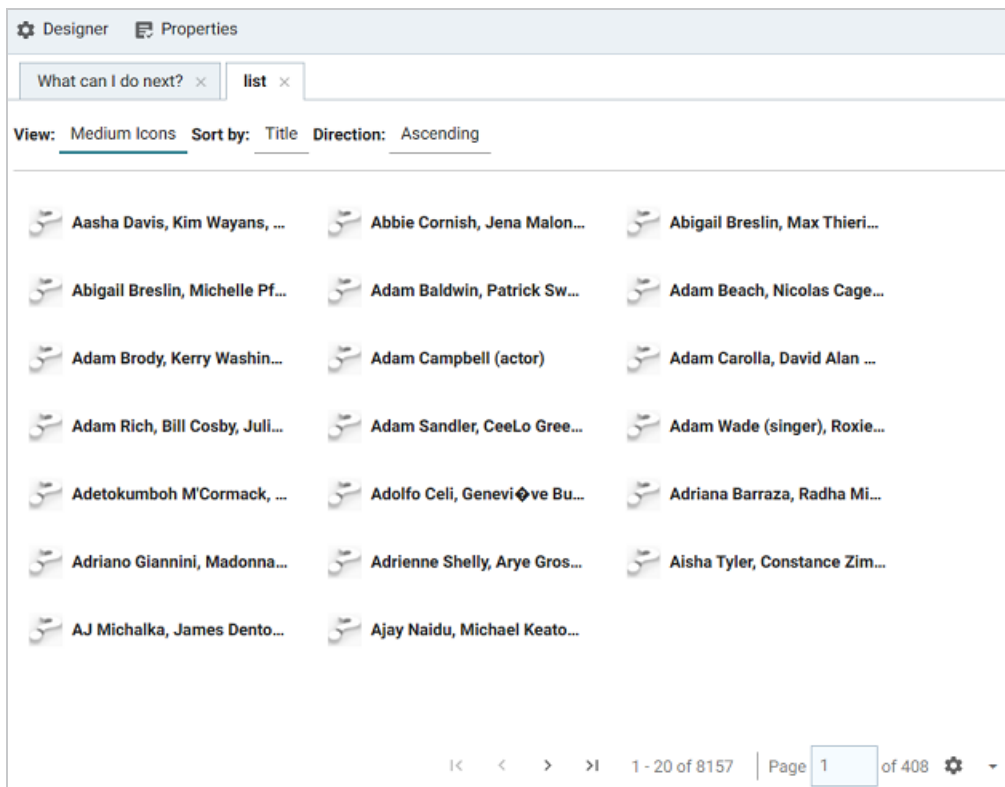 Designer Properties
What can I do next? × list ×
View: Medium Icons Sort by: Title Direction: Ascending
Aasha Davis, Kim Wayans, ... Abbie Cornish, Jena Malon... Abigail Breslin, Max Thieri...
Abigail Breslin, Michelle Pf... Adam Baldwin, Patrick Sw... Adam Beach, Nicolas Cage...
Adam Brody, Kerry Washin... Adam Campbell (actor) Adam Carolla, David Alan ...
Adam Rich, Bill Cosby, Juli... Adam Sandler, CeeLo Gree... Adam Wade (singer), Roxie...
Adetokumboh M'Cormack, ... Adolfo Celi, Genevi�ve Bu... Adriana Barraza, Radha Mi...
Adriano Giannini, Madonna... Adrienne Shelly, Arye Gros... Aisha Tyler, Constance Zim...
AJ Michalka, James Dento... Ajay Naidu, Michael Keato...
1 - 20 of 8157 Page 1 of 408